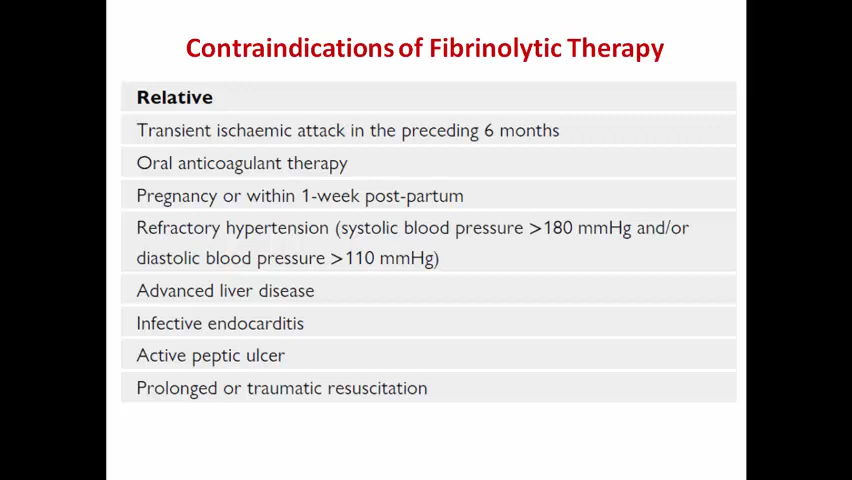 Contraindications of Fibrinolytic Therapy
Relative
Transient ischaemic attack in the preceding 6 months
Oral anticoagulant therapy
Pregnancy or within 1-week post-partum
Refractory hypertension (systolic blood pressure >180 mmHg and/or
diastolic blood pressure >110 mmHg)
Advanced liver disease
Infective endocarditis
Active peptic ulcer
Prolonged or traumatic resuscitation